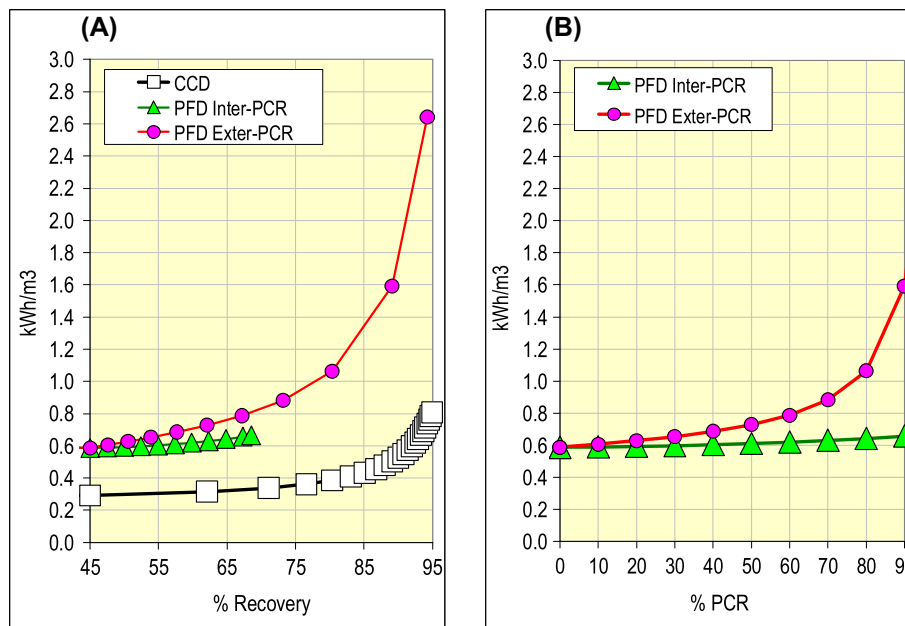 (A)
3.0
2.8
2.6
2.4
2.2
2.0
1.8
1.6
1.4
1.2
1.0
0.8
0.6
0.4
0.2
0.0
kWh/m3
CCD
PFD Inter-PCR
PFD Exter-PCR
45 55 65 75 85 95
% Recovery
(B)
3.0
2.8
2.6
2.4
2.2
2.0
1.8
1.6
1.4
1.2
1.0
0.8
0.6
0.4
0.2
0.0
kWh/m3
PFD Inter-PCR
PFD Exter-PCR
0 10 20 30 40 50 60 70 80 90
% PCR